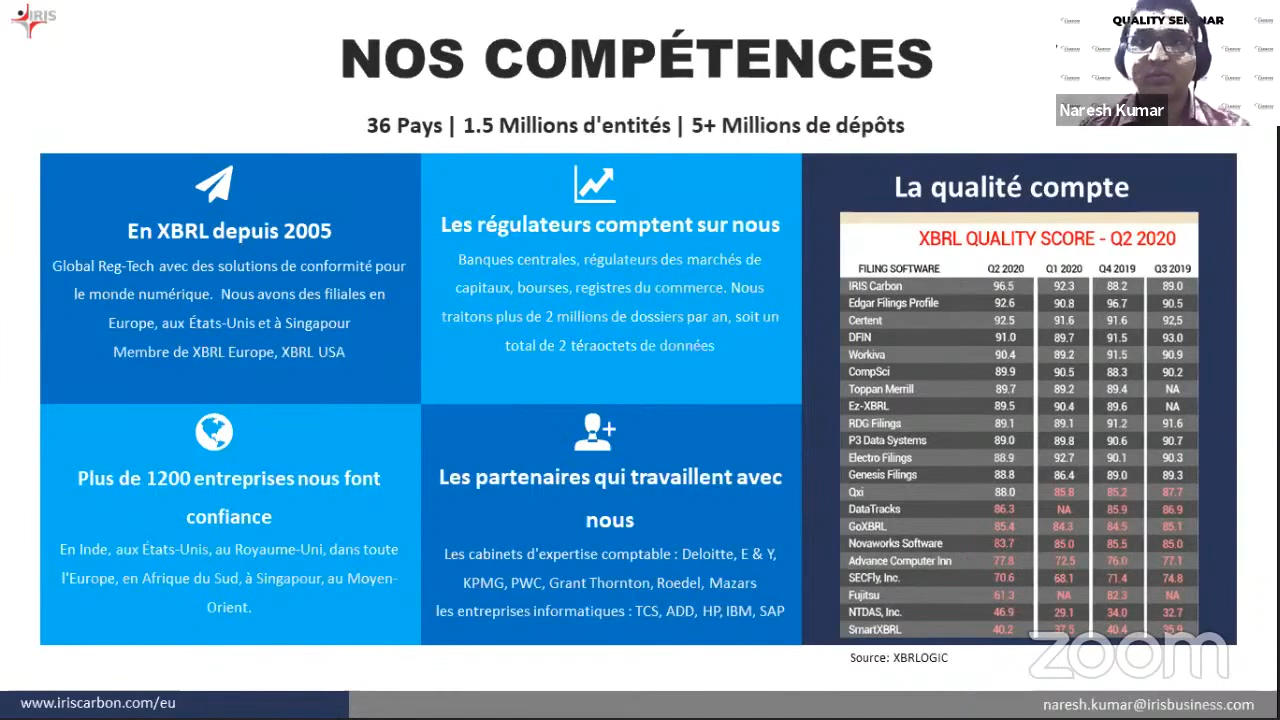 IRIS
NOS COMPÉTENCES
QUALITY SEMINAR
Naresh Kumar
36 Pays | 1.5 Millions d'entités | 5+ Millions de dépôts
En XBRL depuis 2005
Global Reg-Tech avec des solutions de conformité pour
le monde numérique. Nous avons des filiales en
Europe, aux États-Unis et à Singapour
Membre de XBRL Europe, XBRL USA
Les régulateurs comptent sur nous
Banques centrales, régulateurs des marchés de
capitaux, bourses, registres du commerce. Nous
traitons plus de 2 millions de dossiers par an, soit un
total de 2 téraoctets de données
Plus de 1200 entreprises nous font
confiance
En Inde, aux États-Unis, au Royaume-Uni, dans toute
l'Europe, en Afrique du Sud, à Singapour, au Moyen-
Orient.
Les partenaires qui travaillent avec
nous
Les cabinets d'expertise comptable : Deloitte, E & Y,
KPMG, PWC, Grant Thornton, Roedel, Mazars
les entreprises informatiques : TCS, ADD, HP, IBM, SAP
La qualité compte
XBRL QUALITY SCORE - Q2 2020
FILING SOFTWARE Q2 2020 Q1 2020 Q4 2019 Q3 2019
IRIS Carbon 96.5 92.3 88.2 89.0
Edgar Filings Profile 92.6 90.8 96.7 90.5
Certent 92.5 91.6 91.6 92,5
DFIN 91.0 89.7 91.5 93.0
Workiva 90.4 89.2 91.5 90.9
CompSci 89.9 90.5 88.3 90.2
Toppan Merrill 89.7 89.2 89.4 NA
Ez-XBRL 89.5 90.4 89.6 NA
RDG Filings 89.1 89.1 91.2 91.6
P3 Data Systems 89.0 89.8 90.6 90.7
Electro Filings 88.9 92.7 90.1 90.3
Genesis Filings 88.8 86.4 89.0 89.3
Qxi 88.0 85.8 85.2 87.7
DataTracks 86.3 NA 85.9 86.9
GoXBRL 85.4 84.3 84.5 85.1
Novaworks Software 83.7 85.0 85.5 85.0
Advance Computer Inn 77.8 72.5 76.0 77.1
SECFly, Inc. 70.6 68.1 71.4 74.8
Fujitsu 61.3 NA 82.3 NA
NTDAS, Inc. 46.9 29.1 34.0 32.7
SmartXBRL 40.2 37.5 40.4 35.9
zoom
Source: XBRLOGIC
www.iriscarbon.com/eu
naresh.kumar@irisbusiness.com